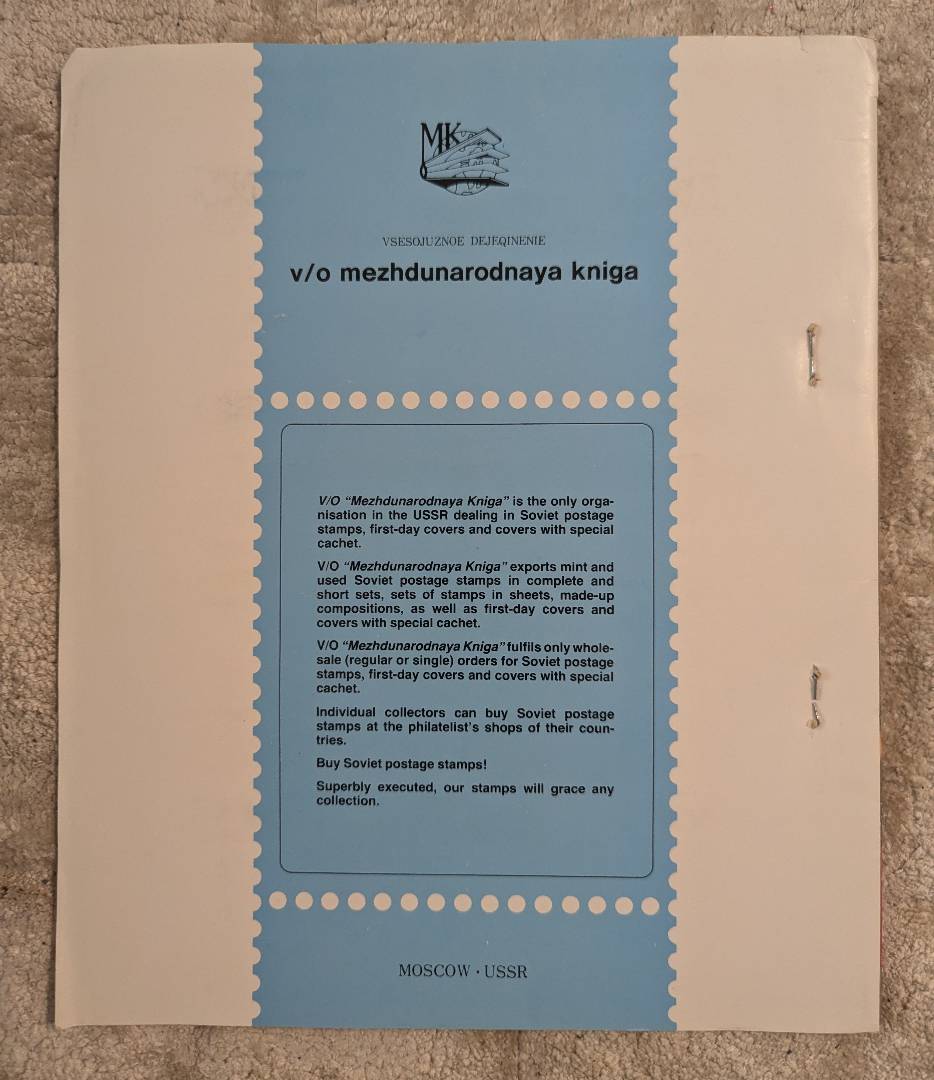 MK
VSESOJUZNOE DEJEQINENIE
v/o mezhdunarodnaya kniga
V/O “Mezhdunarodnaya Kniga” is the only orga-
nisation in the USSR dealing in Soviet postage
stamps, first-day covers and covers with special
cachet.
V/O “Mezhdunarodnaya Kniga” exports mint and
used Soviet postage stamps in complete and
short sets, sets of stamps in sheets, made-up
compositions, as well as first-day covers and
covers with special cachet.
V/O “Mezhdunarodnaya Kniga” fulfils only whole-
sale (regular or single) orders for Soviet postage
stamps, first-day covers and covers with special
cachet.
Individual collectors can buy Soviet postage
stamps at the philatelist’s shops of their coun-
tries.
Buy Soviet postage stamps!
Superbly executed, our stamps will grace any
collection.
MOSCOW · USSR